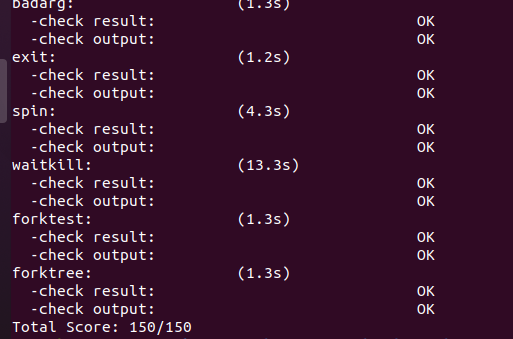 badarg: (1.3s)
-check result: OK
-check output: OK
exit: (1.2s)
-check result: OK
-check output: OK
spin: (4.3s)
-check result: OK
-check output: OK
waitkill: (13.3s)
-check result: OK
-check output: OK
forktest: (1.3s)
-check result: OK
-check output: OK
forktree: (1.3s)
-check result: OK
-check output: OK
Total Score: 150/150